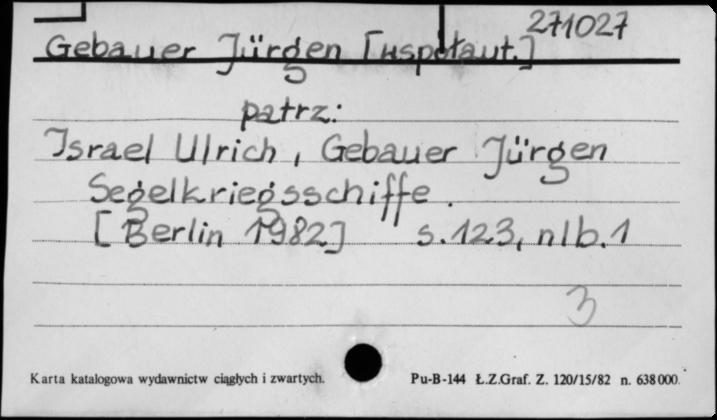 271027
Gebauer Jürgen [wspótaut.]
patrz:
Israel Ulrich, Gebauer Jürgen
Segelkriegsschiffe.
[Berlin 1982] s.123, nlb.1
3
Karta katalogowa wydawnictw ciągłych i zwartych. Pu-B-144 Ł.Z.Graf. Z. 120/15/82 n. 638000.